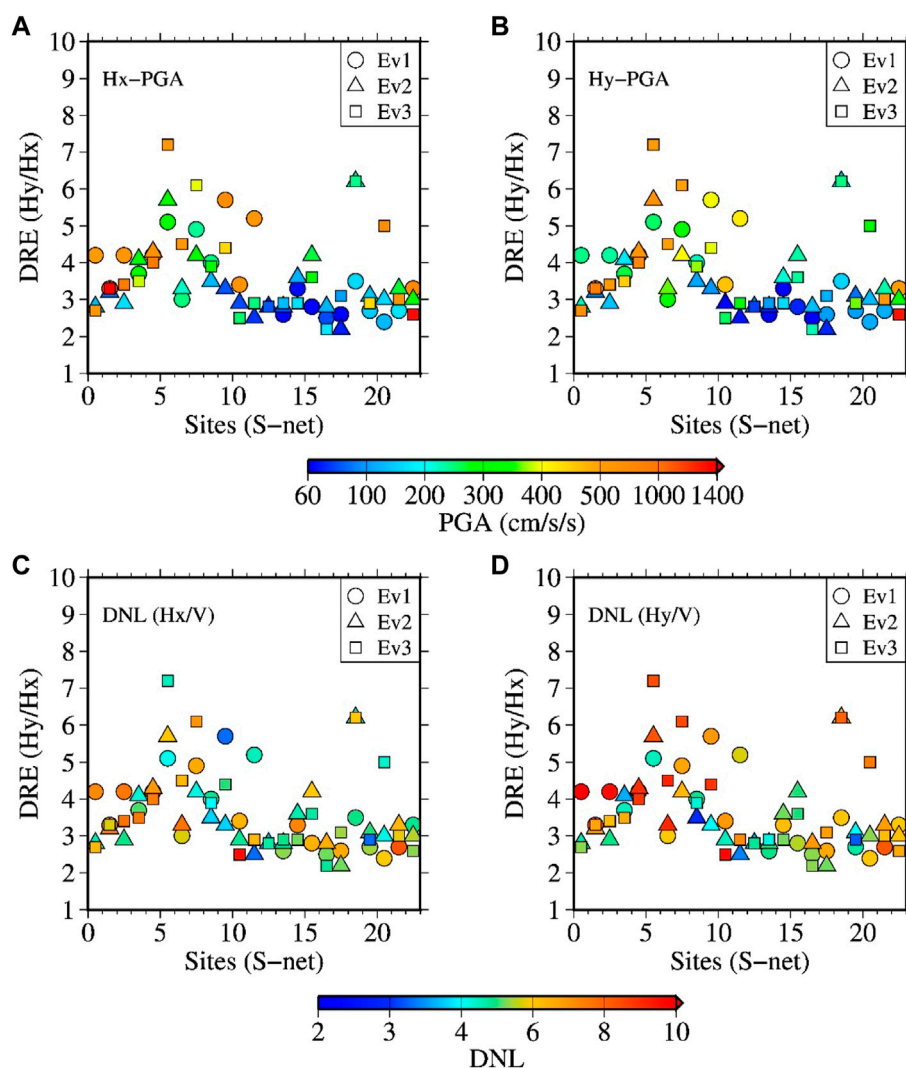 A
Hx−PGA
Ev1
Ev2
Ev3
10
9
8
7
6
5
4
3
2
1
DRE (Hy/Hx)
0 5 10 15 20
Sites (S−net)
B
Hy−PGA
Ev1
Ev2
Ev3
10
9
8
7
6
5
4
3
2
1
DRE (Hy/Hx)
0 5 10 15 20
Sites (S−net)
60 100 200 300 400 500 1000 1400
PGA (cm/s/s)
C
DNL (Hx/V)
Ev1
Ev2
Ev3
10
9
8
7
6
5
4
3
2
1
DRE (Hy/Hx)
0 5 10 15 20
Sites (S−net)
D
DNL (Hy/V)
Ev1
Ev2
Ev3
10
9
8
7
6
5
4
3
2
1
DRE (Hy/Hx)
0 5 10 15 20
Sites (S−net)
2 3 4 5 6 8 10
DNL